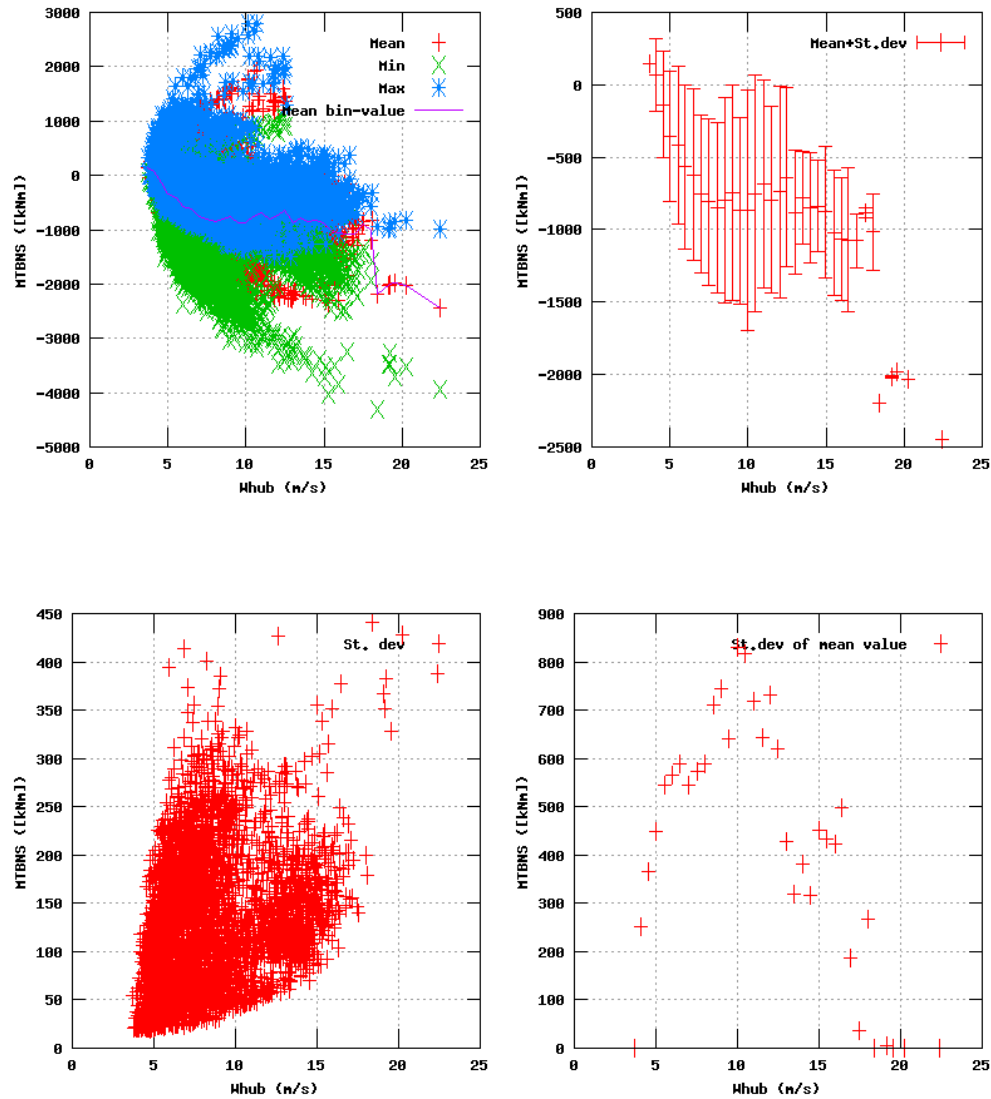 3000
2000
1000
0
-1000
-2000
-3000
-4000
-5000
MTBNS ([kNm])
0 5 10 15 20 25
Whub (m/s)
Mean
Min
Max
Mean bin-value
500
0
-500
-1000
-1500
-2000
-2500
MTBNS ([kNm])
0 5 10 15 20 25
Whub (m/s)
Mean+St.dev
450
400
350
300
250
200
150
100
50
0
MTBNS ([kNm])
0 5 10 15 20 25
Whub (m/s)
St. dev
900
800
700
600
500
400
300
200
100
0
MTBNS ([kNm])
0 5 10 15 20 25
Whub (m/s)
St.dev of mean value